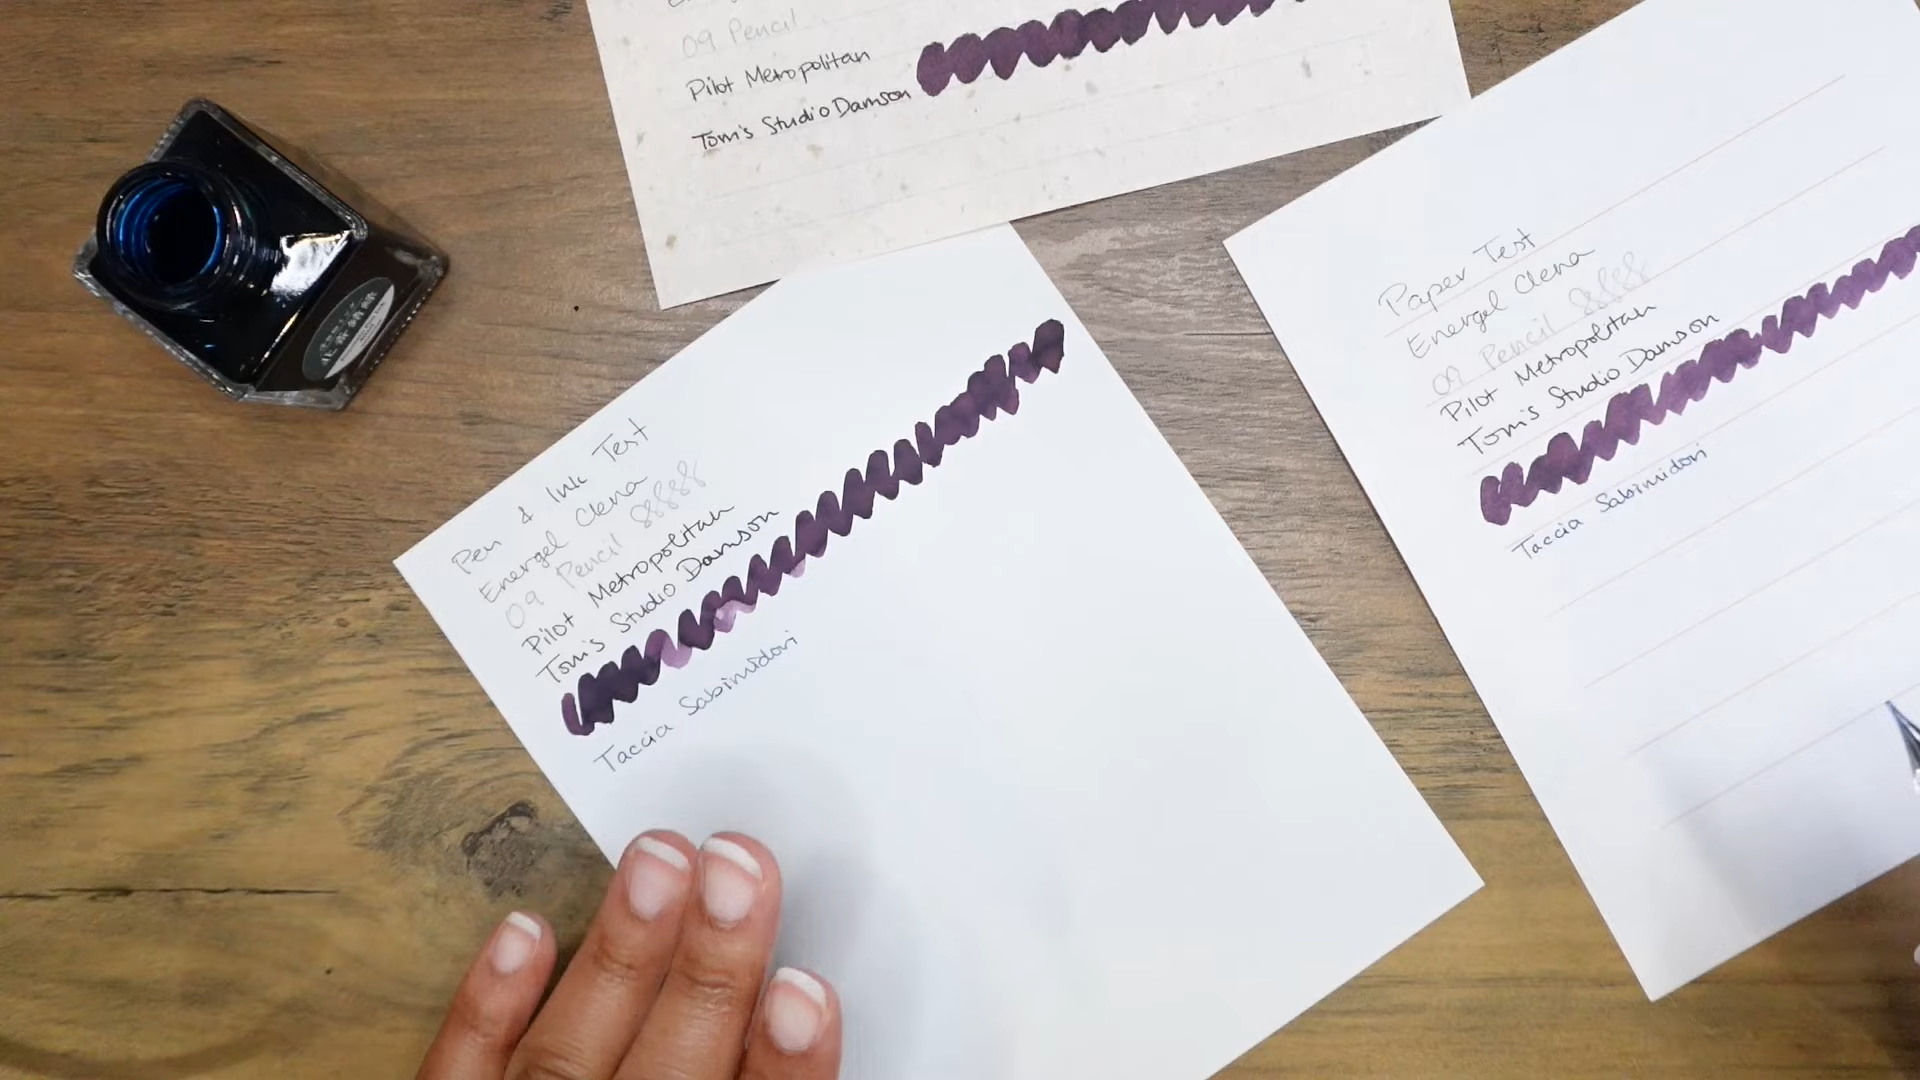 09 Pencil
Pilot Metropolitan
Tom's Studio Damson
Pen & Ink Test
Energel Clena
09 Pencil 8888
Pilot Metropolitan
Tom's Studio Damson
Taccia Sabimidori
Paper Test
Energel Clena
09 Pencil 8888
Pilot Metropolitan
Tom's Studio Damson
Taccia Sabimidori